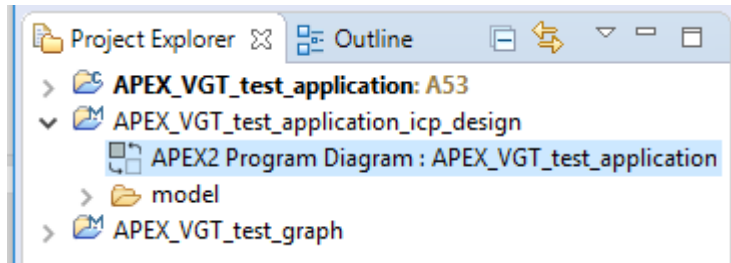 Project Explorer Outline
APEX_VGT_test_application: A53
APEX_VGT_test_application_icp_design
APEX2 Program Diagram : APEX_VGT_test_application
model
APEX_VGT_test_graph